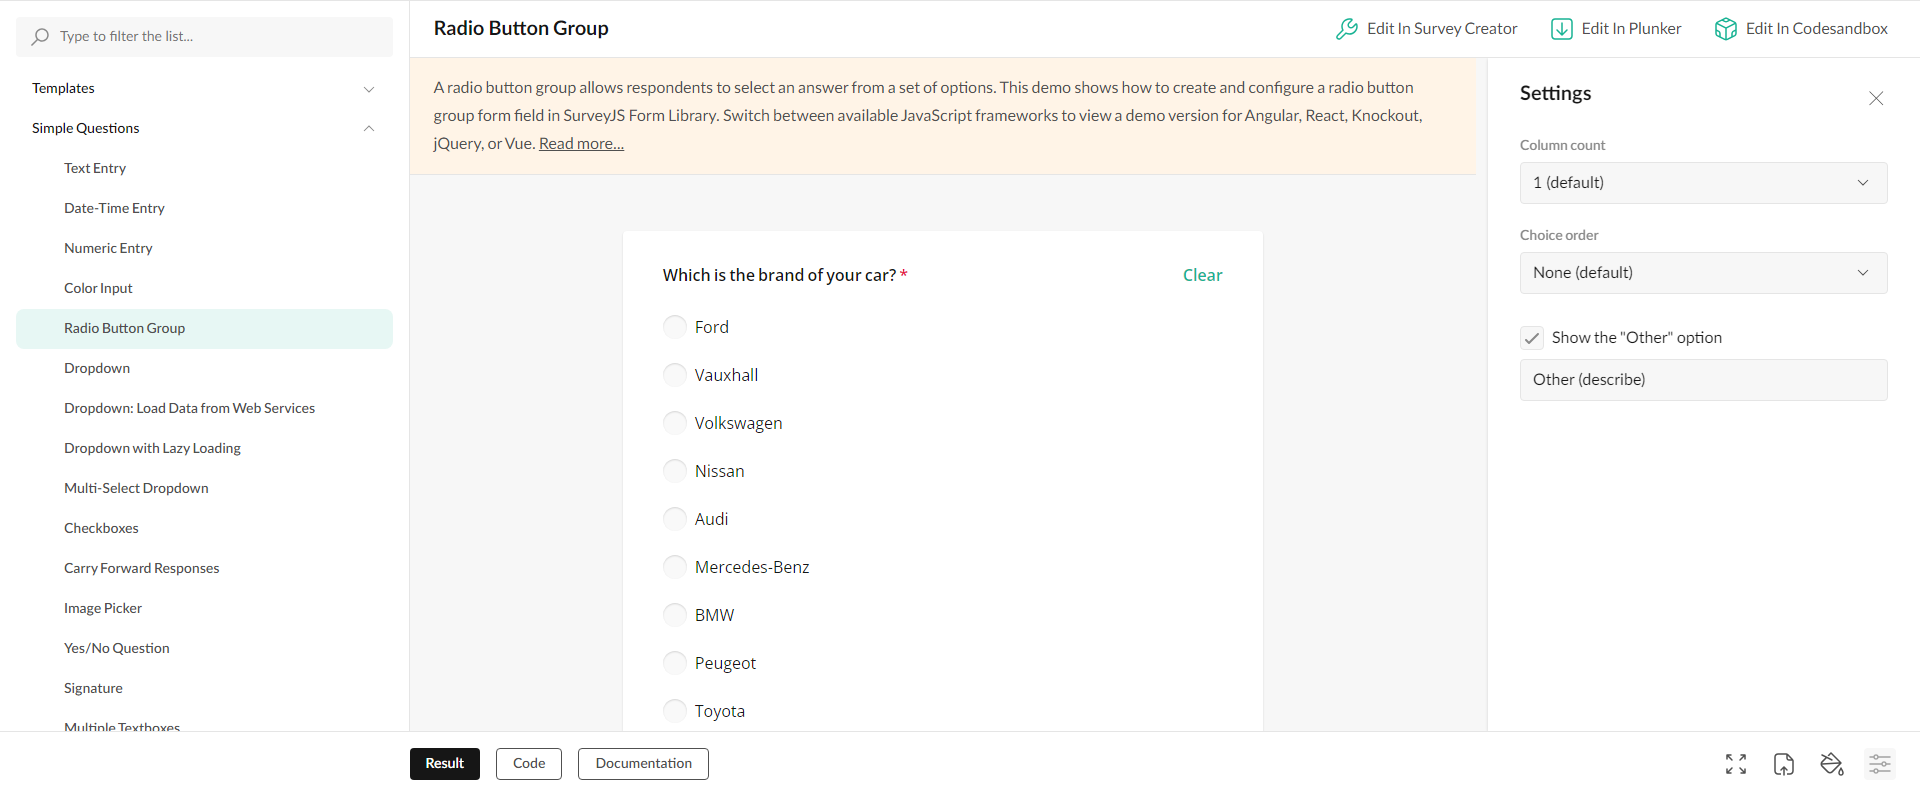 Type to filter the list...
Templates
Simple Questions
Text Entry
Date-Time Entry
Numeric Entry
Color Input
Radio Button Group
Dropdown
Dropdown: Load Data from Web Services
Dropdown with Lazy Loading
Multi-Select Dropdown
Checkboxes
Carry Forward Responses
Image Picker
Yes/No Question
Signature
Multiple Textboxes
Radio Button Group
Edit In Survey Creator
Edit In Plunker
Edit In Codesandbox
A radio button group allows respondents to select an answer from a set of options. This demo shows how to create and configure a radio button
group form field in SurveyJS Form Library. Switch between available JavaScript frameworks to view a demo version for Angular, React, Knockout,
jQuery, or Vue. Read more...
Which is the brand of your car? *
Clear
Ford
Vauxhall
Volkswagen
Nissan
Audi
Mercedes-Benz
BMW
Peugeot
Toyota
Settings
Column count
1 (default)
Choice order
None (default)
Show the "Other" option
Other (describe)
Result
Code
Documentation